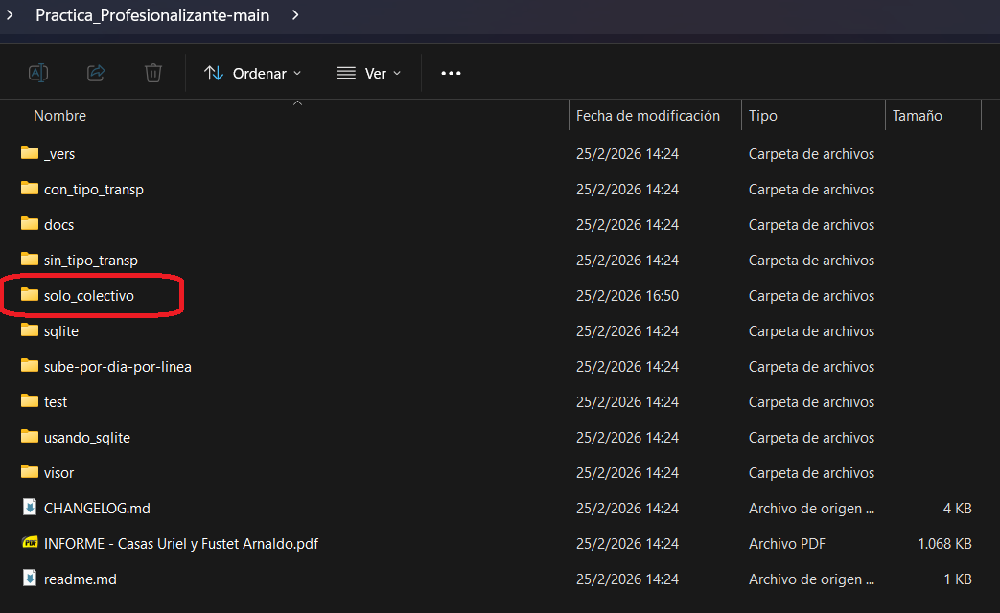 Practica_Profesionalizante-main
Ordenar Ver
Nombre Fecha de modificación Tipo Tamaño
_vers 25/2/2026 14:24 Carpeta de archivos
con_tipo_transp 25/2/2026 14:24 Carpeta de archivos
docs 25/2/2026 14:24 Carpeta de archivos
sin_tipo_transp 25/2/2026 14:24 Carpeta de archivos
solo_colectivo 25/2/2026 16:50 Carpeta de archivos
sqlite 25/2/2026 14:24 Carpeta de archivos
sube-por-dia-por-linea 25/2/2026 14:24 Carpeta de archivos
test 25/2/2026 14:24 Carpeta de archivos
usando_sqlite 25/2/2026 14:24 Carpeta de archivos
visor 25/2/2026 14:24 Carpeta de archivos
CHANGELOG.md 25/2/2026 14:24 Archivo de origen ... 4 KB
INFORME - Casas Uriel y Fustet Arnaldo.pdf 25/2/2026 14:24 Archivo PDF 1.068 KB
readme.md 25/2/2026 14:24 Archivo de origen ... 1 KB